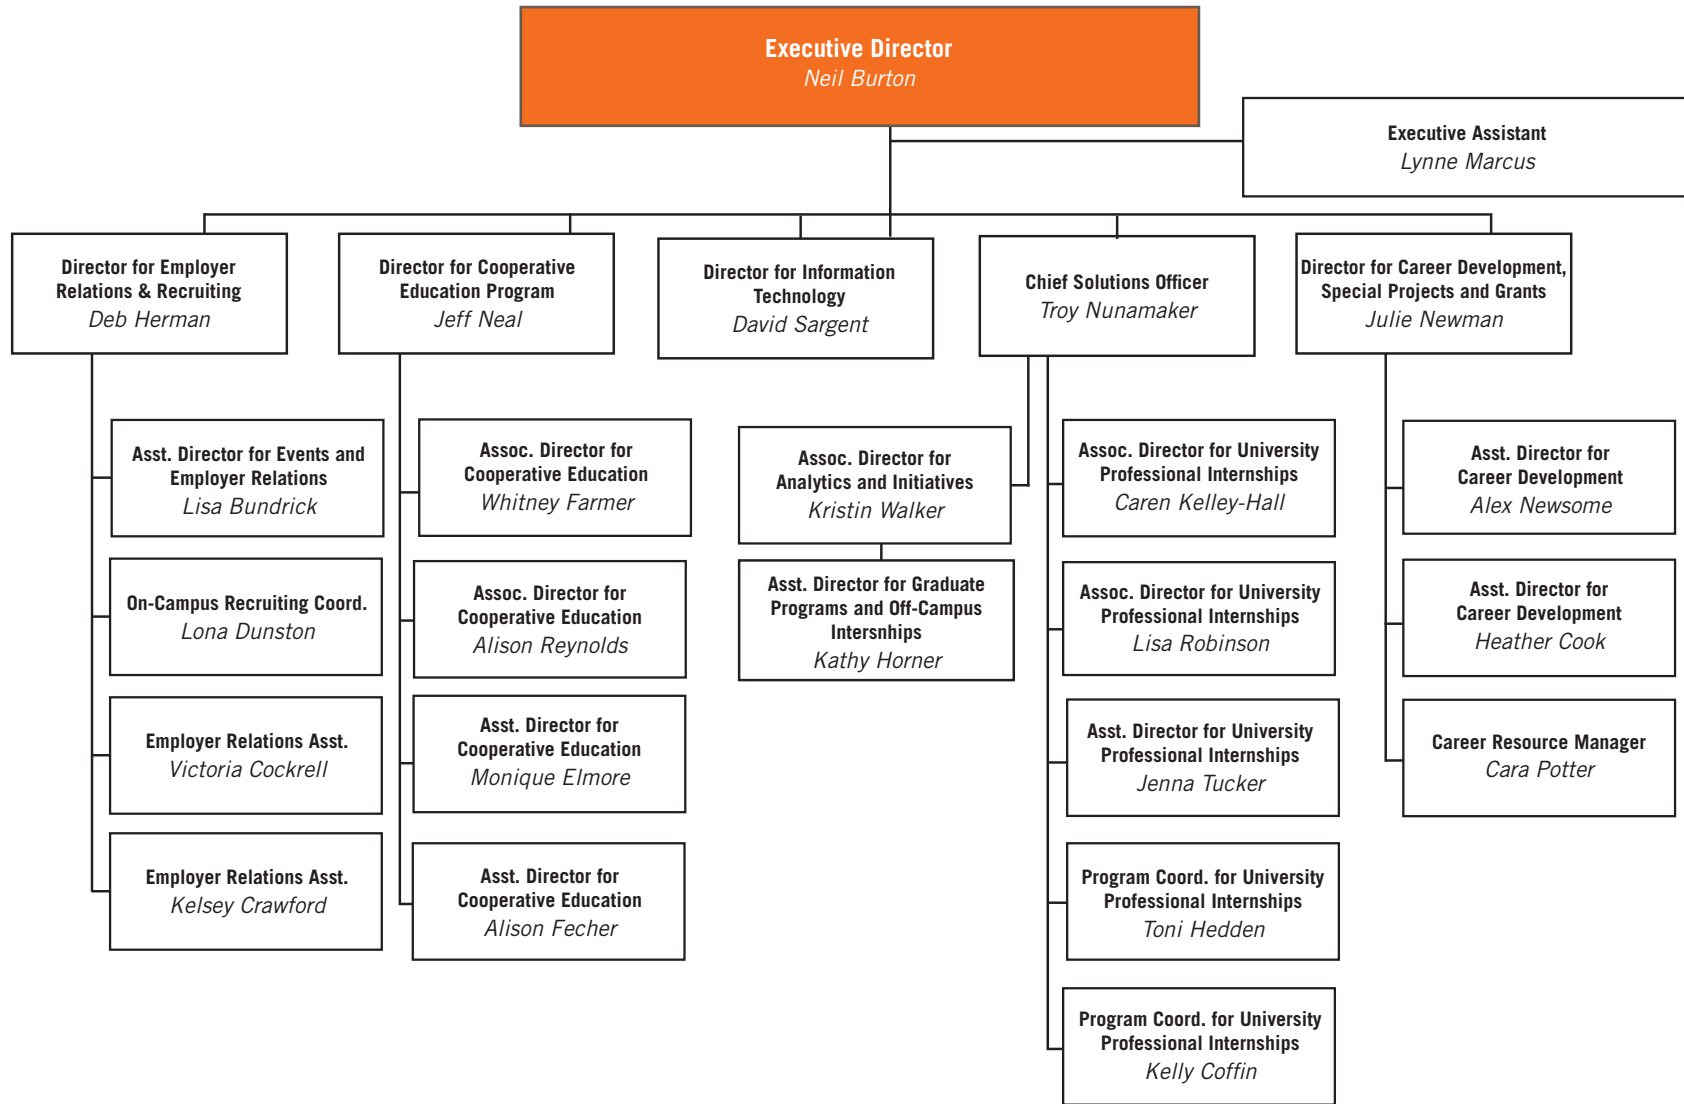 Executive Director
Neil Burton
Executive Assistant
Lynne Marcus
Director for Employer
Relations & Recruiting
Deb Herman
Director for Cooperative
Education Program
Jeff Neal
Director for Information
Technology
David Sargent
Chief Solutions Officer
Troy Nunamaker
Director for Career Development,
Special Projects and Grants
Julie Newman
Asst. Director for Events and
Employer Relations
Lisa Bundrick
On-Campus Recruiting Coord.
Lona Dunston
Employer Relations Asst.
Victoria Cockrell
Employer Relations Asst.
Kelsey Crawford
Assoc. Director for
Cooperative Education
Whitney Farmer
Assoc. Director for
Cooperative Education
Alison Reynolds
Asst. Director for
Cooperative Education
Monique Elmore
Asst. Director for
Cooperative Education
Alison Fecher
Assoc. Director for
Analytics and Initiatives
Kristin Walker
Asst. Director for Graduate
Programs and Off-Campus
Intersnhips
Kathy Horner
Assoc. Director for University
Professional Internships
Caren Kelley-Hall
Assoc. Director for University
Professional Internships
Lisa Robinson
Asst. Director for University
Professional Internships
Jenna Tucker
Program Coord. for University
Professional Internships
Toni Hedden
Program Coord. for University
Professional Internships
Kelly Coffin
Asst. Director for
Career Development
Alex Newsome
Asst. Director for
Career Development
Heather Cook
Career Resource Manager
Cara Potter